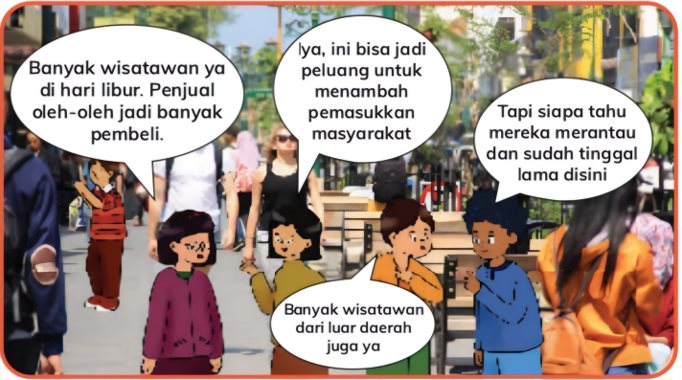 Banyak wisatawan ya
di hari libur. Penjual
oleh-oleh jadi banyak
pembeli.
Iya, ini bisa jadi
peluang untuk
menambah
pemasukkan
masyarakat
Banyak wisatawan
dari luar daerah
juga ya
Tapi siapa tahu
mereka merantau
dan sudah tinggal
lama disini